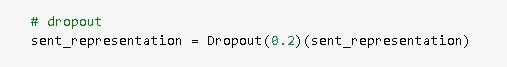 # dropout
sent_representation = Dropout(0.2)(sent_representation)